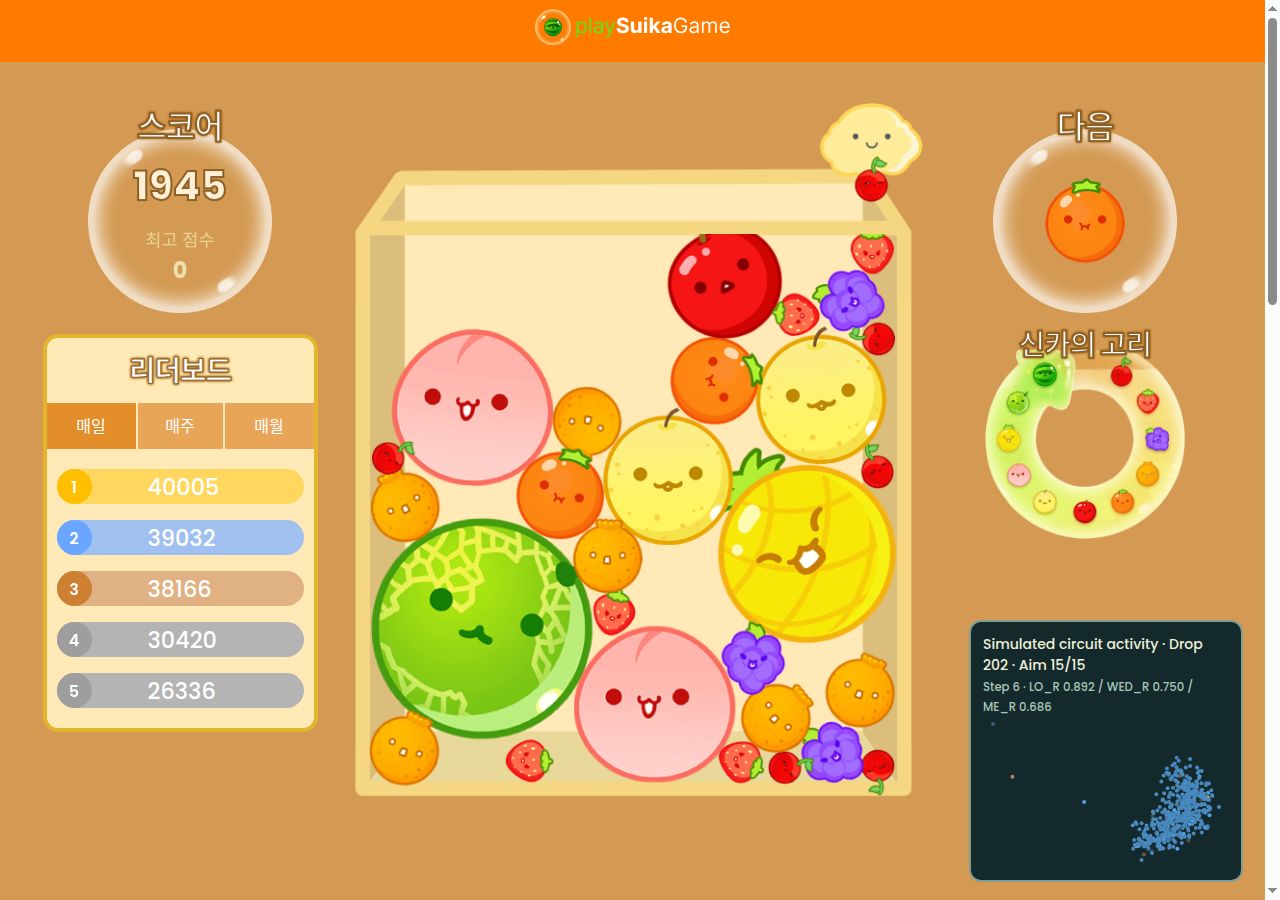 playSuikaGame
스코어
1945
최고 점수
0
다음
리더보드
매일
매주
매월
1
40005
2
39032
3
38166
4
30420
5
26336
신카의 고리
Simulated circuit activity · Drop
202 · Aim 15/15
Step 6 · LO_R 0.892 / WED_R 0.750 /
ME_R 0.686